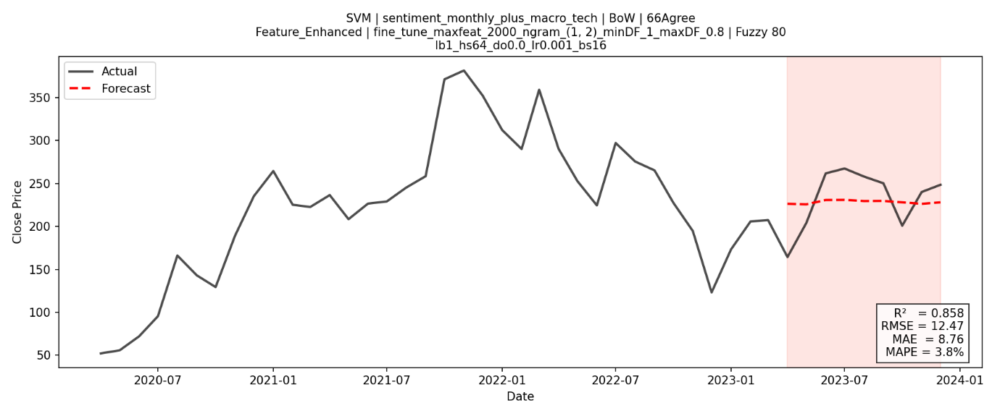 SVM | sentiment_monthly_plus_macro_tech | BoW | 66Agree
Feature_Enhanced | fine_tune_maxfeat_2000_ngram_(1, 2)_minDF_1_maxDF_0.8 | Fuzzy 80
lb1_hs64_do0.0_lr0.001_bs16
Actual
Forecast
Close Price
350
300
250
200
150
100
50
R² = 0.858
RMSE = 12.47
MAE = 8.76
MAPE = 3.8%
2020-07 2021-01 2021-07 2022-01 2022-07 2023-01 2023-07 2024-01
Date